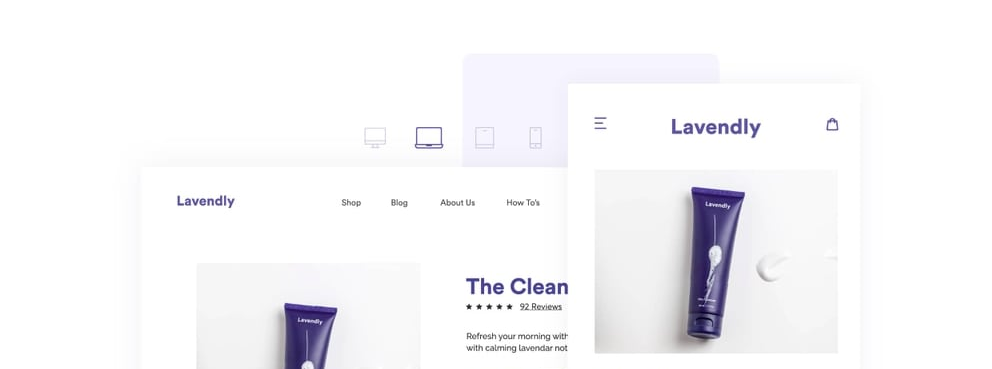 Lavendly
Shop Blog About Us How To's
Lavendly
The Clean
92 Reviews
Refresh your morning with
with calming lavendar not
Lavendly
Lavendly